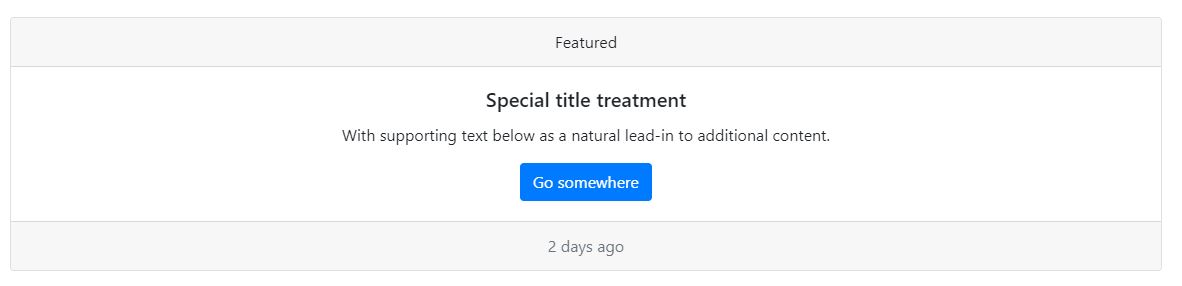 Featured
Special title treatment
With supporting text below as a natural lead-in to additional content.
Go somewhere
2 days ago